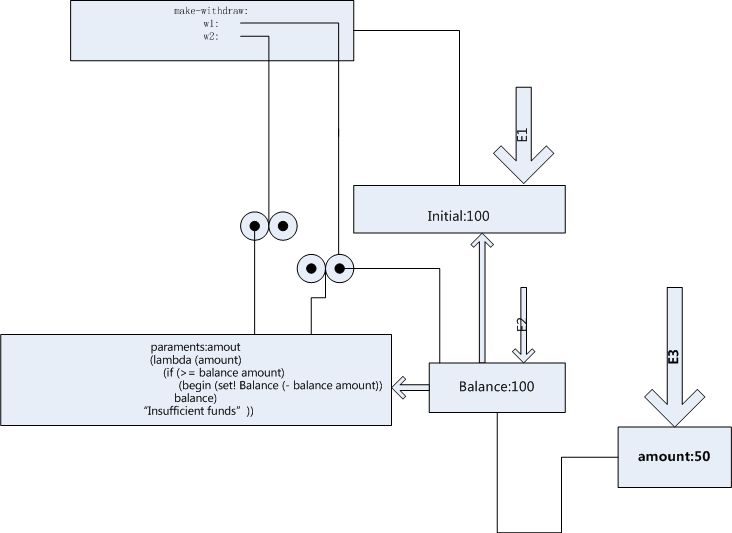 make-withdraw:
w1:
w2:
E1
Initial:100
E2
E3
paraments:amout
(lambda (amount)
(if (>= balance amount)
(begin (set! Balance (- balance amount))
balance)
“Insufficient funds” ))
Balance:100
amount:50